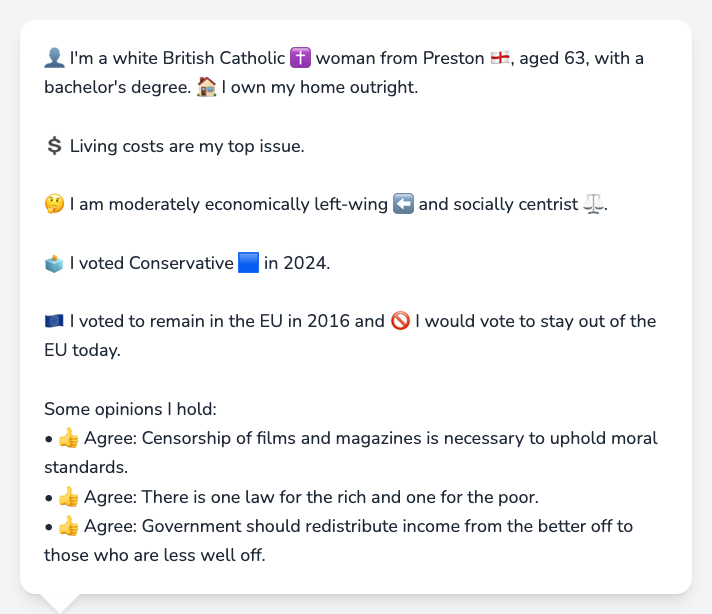 👤 I'm a white British Catholic ✝️ woman from Preston 🏴󠁧󠁢󠁥󠁮󠁧󠁿, aged 63, with a
bachelor's degree. 🏠 I own my home outright.
💲 Living costs are my top issue.
🤔 I am moderately economically left-wing ⬅️ and socially centrist ⚖️.
🗳️ I voted Conservative 🟦 in 2024.
🇪🇺 I voted to remain in the EU in 2016 and 🚫 I would vote to stay out of the
EU today.
Some opinions I hold:
• 👍 Agree: Censorship of films and magazines is necessary to uphold moral
standards.
• 👍 Agree: There is one law for the rich and one for the poor.
• 👍 Agree: Government should redistribute income from the better off to
those who are less well off.